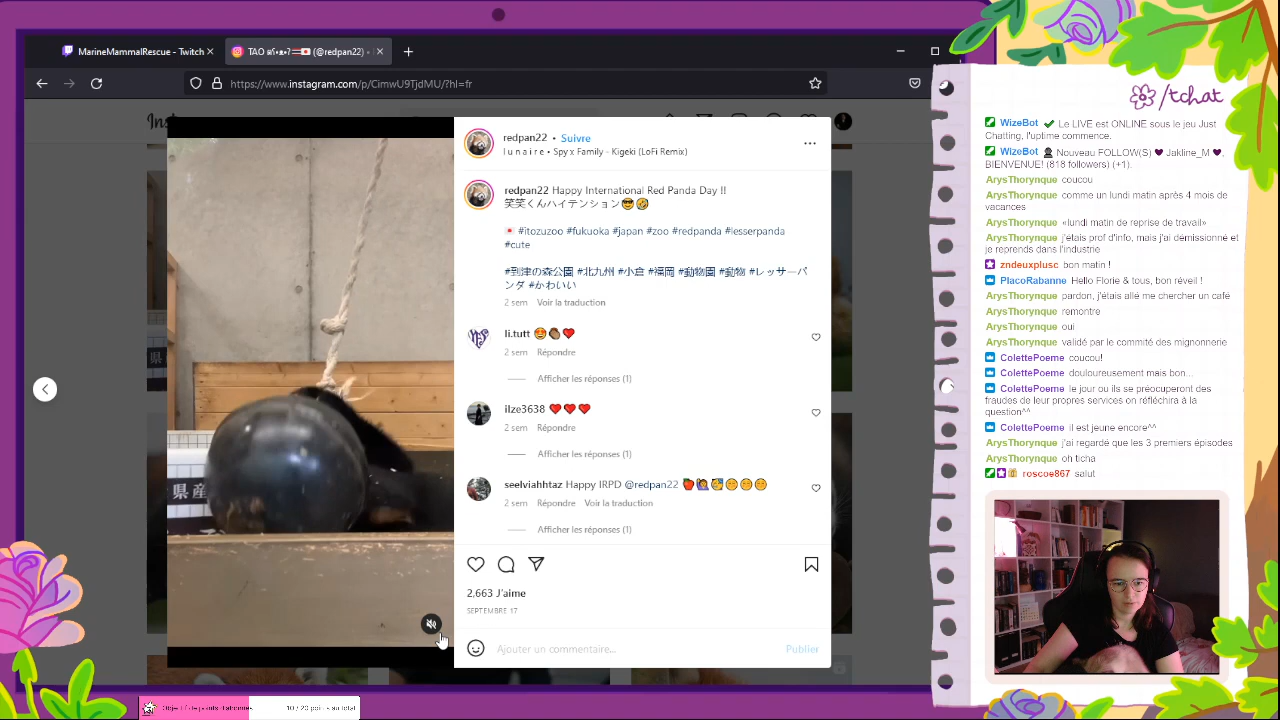 MarineMammalRescue - Twitch
TAO
(@redpan22) •
https://www.instagram.com/p/CimwU9TjdMU/?hl=fr
redpan22 • Suivre
l u n a i r e • Spy x Family - Kigeki (LoFi Remix)
redpan22 Happy International Red Panda Day !!
笑笑くんハイテンション😎🤣
🇯🇵 #itozuzoo #fukuoka #japan #zoo #redpanda #lesserpanda
#cute
#到津の森公園 #北九州 #小倉 #福岡 #動物園 #動物 #レッサーパ
ンダ #かわいい
2 sem Voir la traduction
li.tutt
2 sem Répondre
Afficher les réponses (1)
ilze3638 ❤️❤️❤️
2 sem Répondre
Afficher les réponses (1)
seelviahhtaz Happy IRPD @redpan22
2 sem Répondre Voir la traduction
Afficher les réponses (1)
2,663 J'aime
SEPTEMBRE 17
Ajouter un commentaire...
Publier
県産
/tchat
WizeBot Le LIVE est ONLINE sous le jeu Just
Chatting, l'uptime commence.
WizeBot Nouveau FOLLOW(S) ♥ Jakline_M ♥,
BIENVENUE! (818 followers) (+1).
ArysThorynque coucou
ArysThorynque comme un lundi matin après 4 mois de
vacances
ArysThorynque «lundi matin de reprise de travail»
ArysThorynque j'étais prof d'info, mais j'ai démissionné et
je reprends dans l'industrie
zndeuxplusc bon matin !
PlacoRabanne Hello Florie & tous, bon réveil !
ArysThorynque pardon, j'étais allé me chercher un café
ArysThorynque remontre
ArysThorynque oui
ArysThorynque validé par le commité des mignonnerie
ColettePoeme coucou!
ColettePoeme douloureusement mais bon...
ColettePoeme le jour ou ils se préocuperont des
fraudes de leur propres services on réfléchira à la
question^^
ColettePoeme il est jeune encore^^
ArysThorynque j'ai regardé que les 3 premiers épisodes
ArysThorynque oh ticha
roscoe867 salut